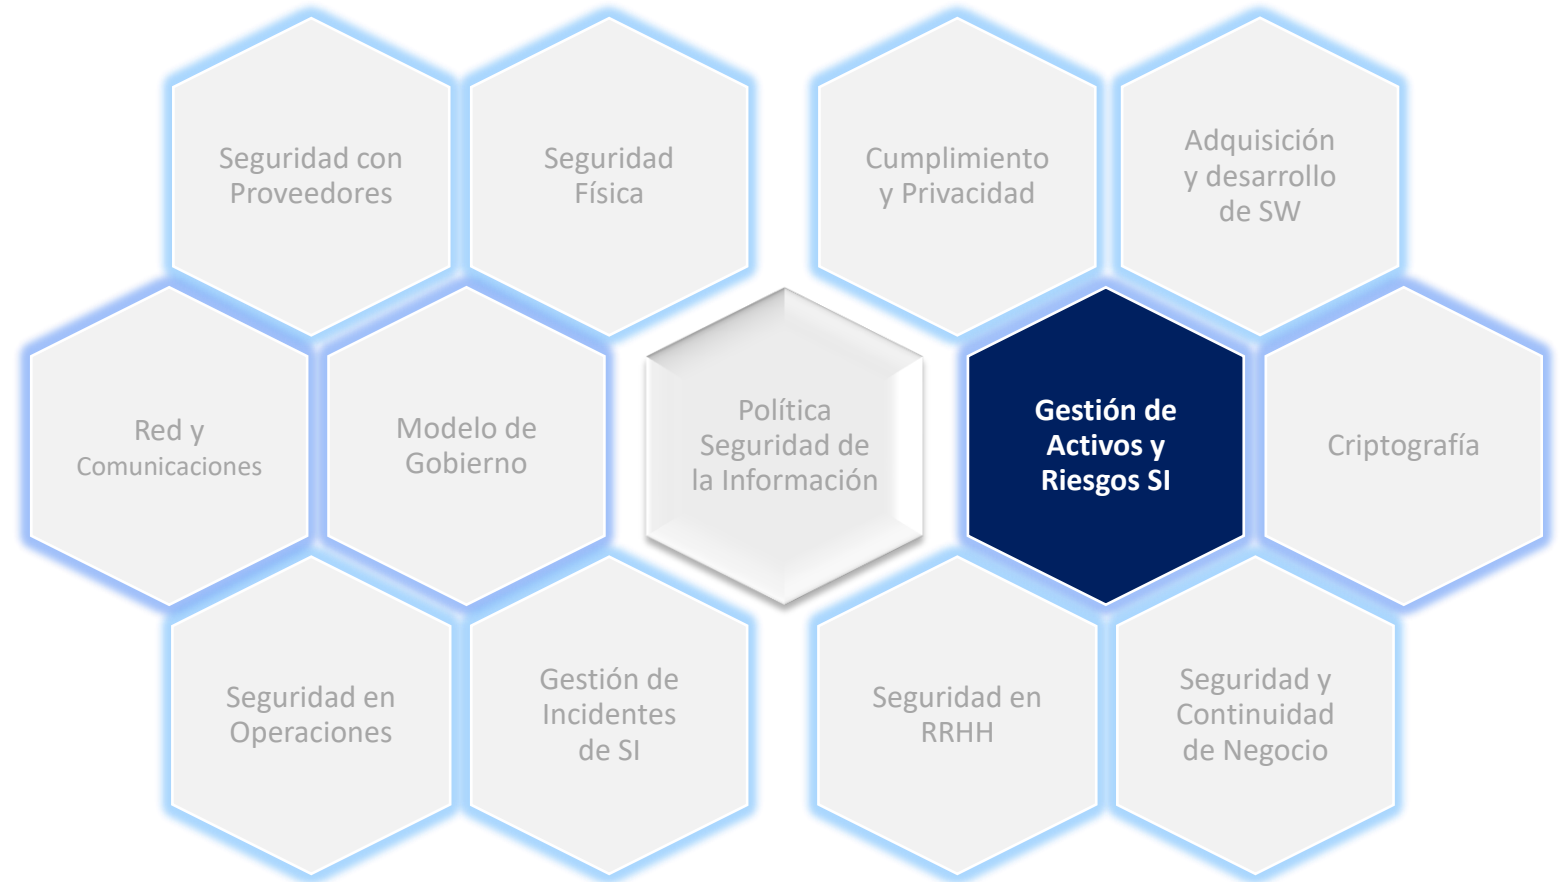 Seguridad con
Proveedores
Seguridad
Física
Cumplimiento
y Privacidad
Adquisición
y desarrollo
de SW
Red y
Comunicaciones
Modelo de
Gobierno
Política
Seguridad de
la Información
Gestión de
Activos y
Riesgos SI
Criptografía
Seguridad en
Operaciones
Gestión de
Incidentes
de SI
Seguridad en
RRHH
Seguridad y
Continuidad
de Negocio